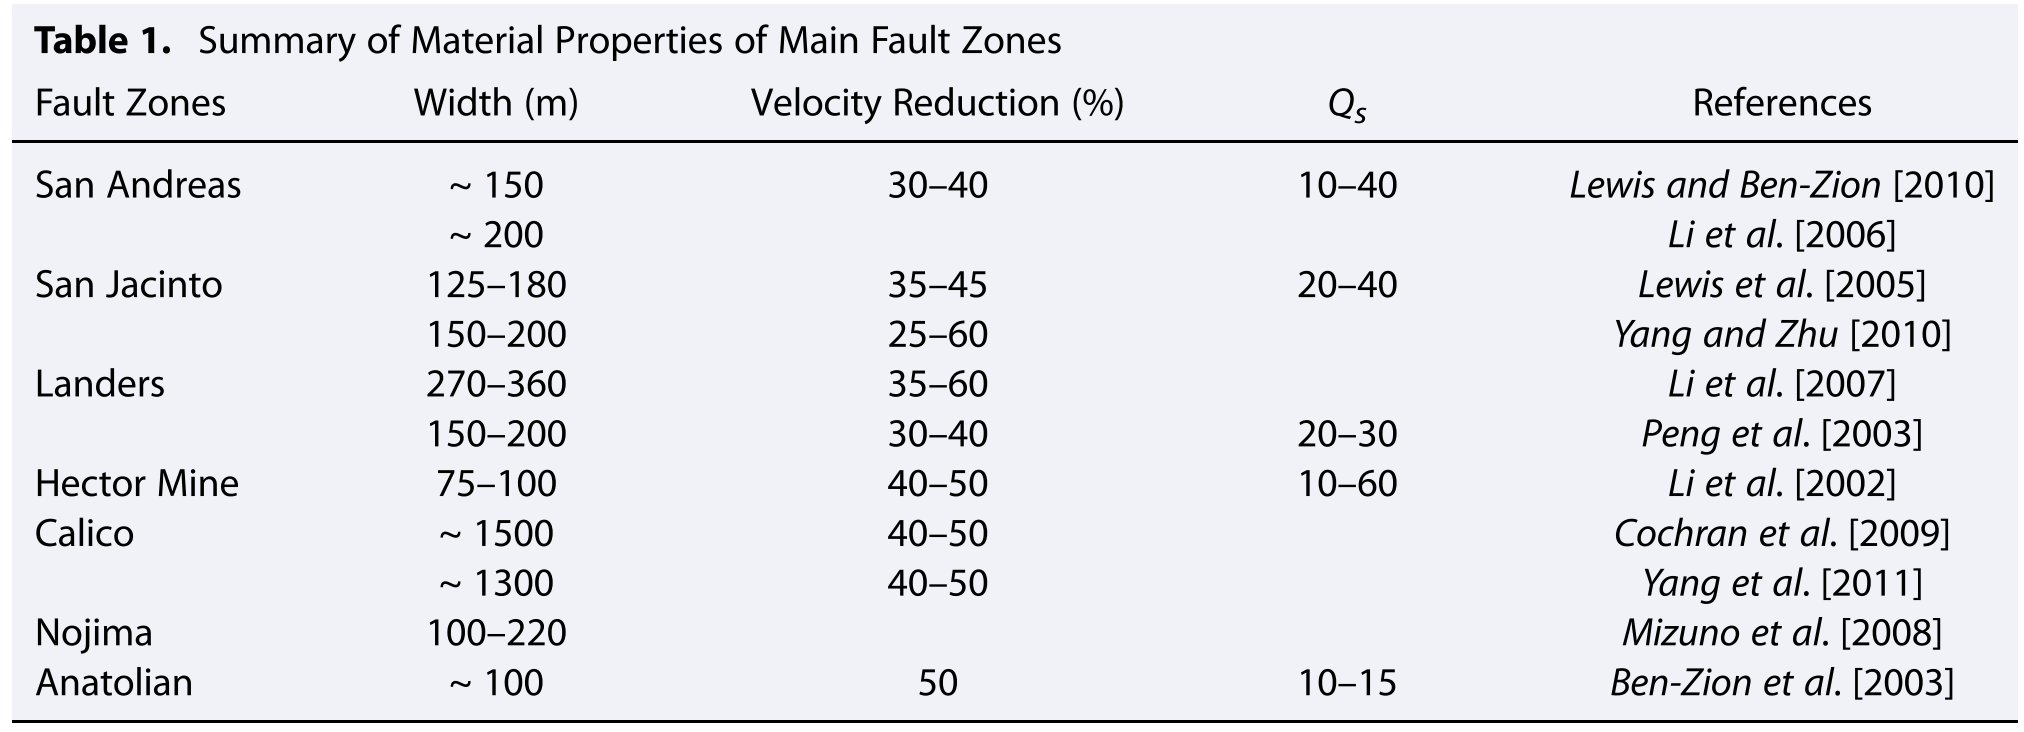 Table 1. Summary of Material Properties of Main Fault Zones
Fault Zones Width (m) Velocity Reduction (%) Qs References
San Andreas ~ 150 30–40 10–40 Lewis and Ben-Zion [2010]
~ 200 Li et al. [2006]
San Jacinto 125–180 35–45 20–40 Lewis et al. [2005]
150–200 25–60 Yang and Zhu [2010]
Landers 270–360 35–60 Li et al. [2007]
150–200 30–40 20–30 Peng et al. [2003]
Hector Mine 75–100 40–50 10–60 Li et al. [2002]
Calico ~ 1500 40–50 Cochran et al. [2009]
~ 1300 40–50 Yang et al. [2011]
Nojima 100–220 Mizuno et al. [2008]
Anatolian ~ 100 50 10–15 Ben-Zion et al. [2003]